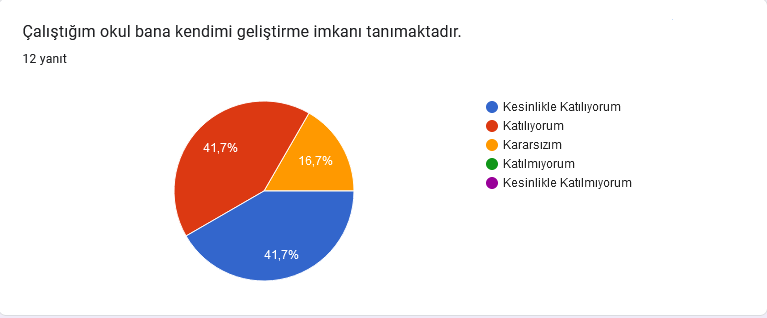 Çalıştığım okul bana kendimi geliştirme imkanı tanımaktadır.
12 yanıt
41,7%
16,7%
41,7%
Kesinlikle Katılıyorum
Katılıyorum
Kararsızım
Katılmıyorum
Kesinlikle Katılmıyorum